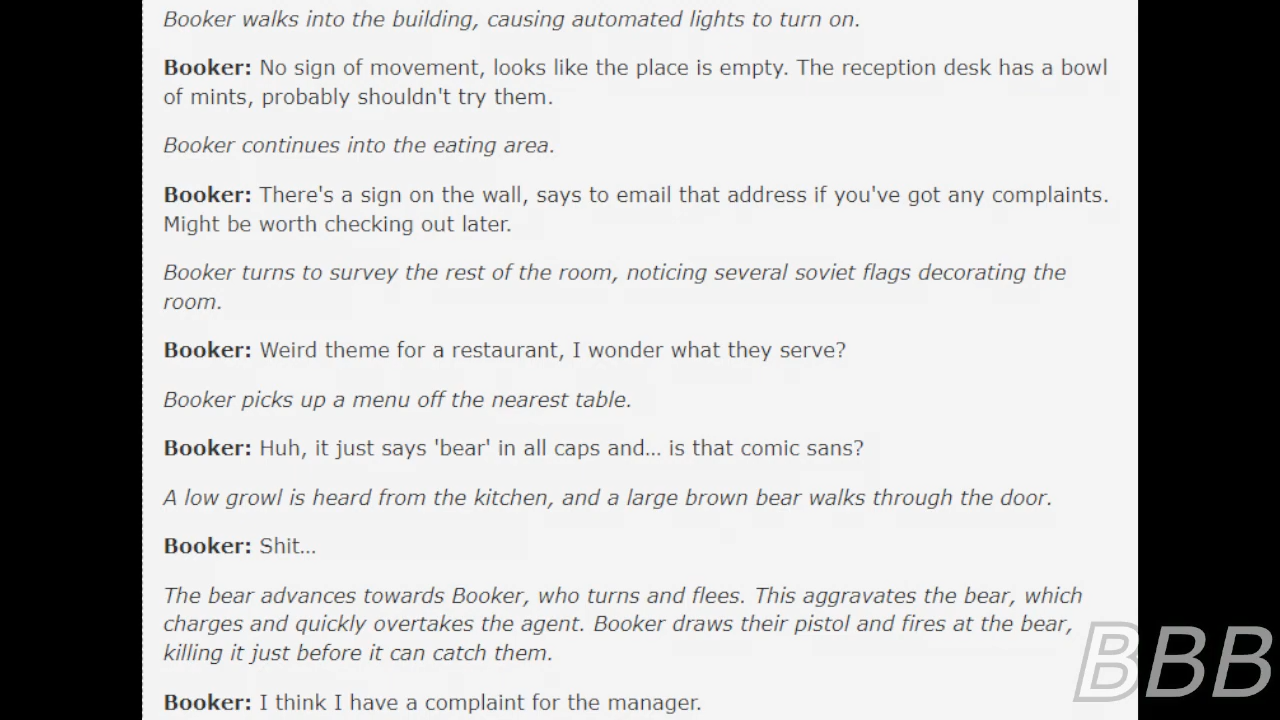 Booker walks into the building, causing automated lights to turn on.
Booker: No sign of movement, looks like the place is empty. The reception desk has a bowl
of mints, probably shouldn't try them.
Booker continues into the eating area.
Booker: There's a sign on the wall, says to email that address if you've got any complaints.
Might be worth checking out later.
Booker turns to survey the rest of the room, noticing several soviet flags decorating the
room.
Booker: Weird theme for a restaurant, I wonder what they serve?
Booker picks up a menu off the nearest table.
Booker: Huh, it just says 'bear' in all caps and… is that comic sans?
A low growl is heard from the kitchen, and a large brown bear walks through the door.
Booker: Shit…
The bear advances towards Booker, who turns and flees. This aggravates the bear, which
charges and quickly overtakes the agent. Booker draws their pistol and fires at the bear,
killing it just before it can catch them.
Booker: I think I have a complaint for the manager.
BBB